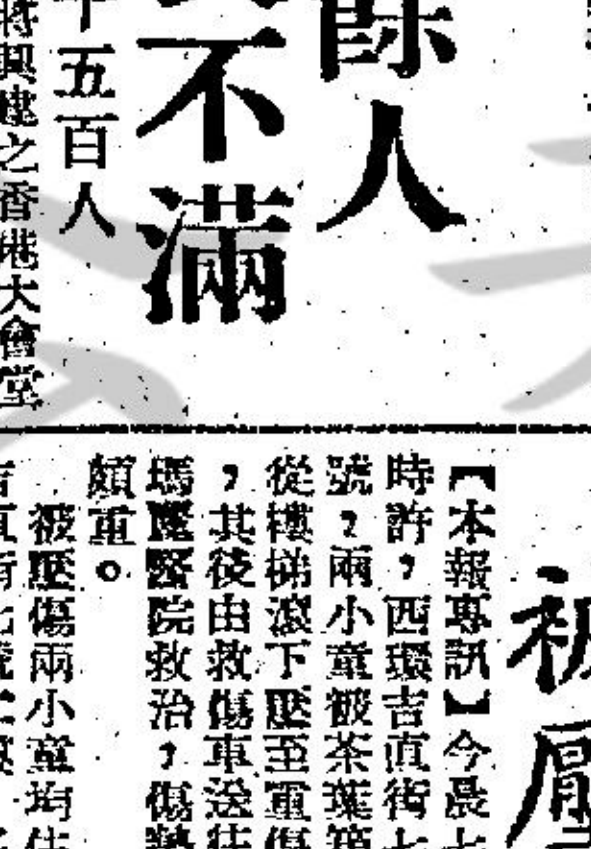 餘人
不滿
十五百人
將興建之香港大會堂
被
【本報專訊】今晨七
時許，西環吉直街七
號，兩小童被茶葉箱
從樓梯滾下壓至重傷
，其後由救傷車送往
瑪麗醫院救治，傷勢
頗重。
被壓傷兩小童均住